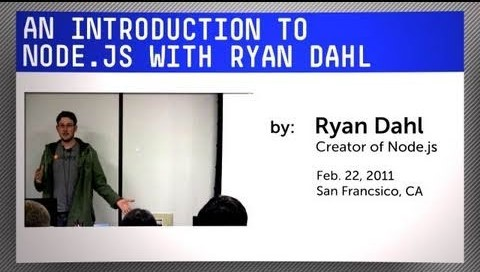 AN INTRODUCTION TO
NODE.JS WITH RYAN DAHL
by: Ryan Dahl
Creator of Node.js
Feb. 22, 2011
San Francsico, CA